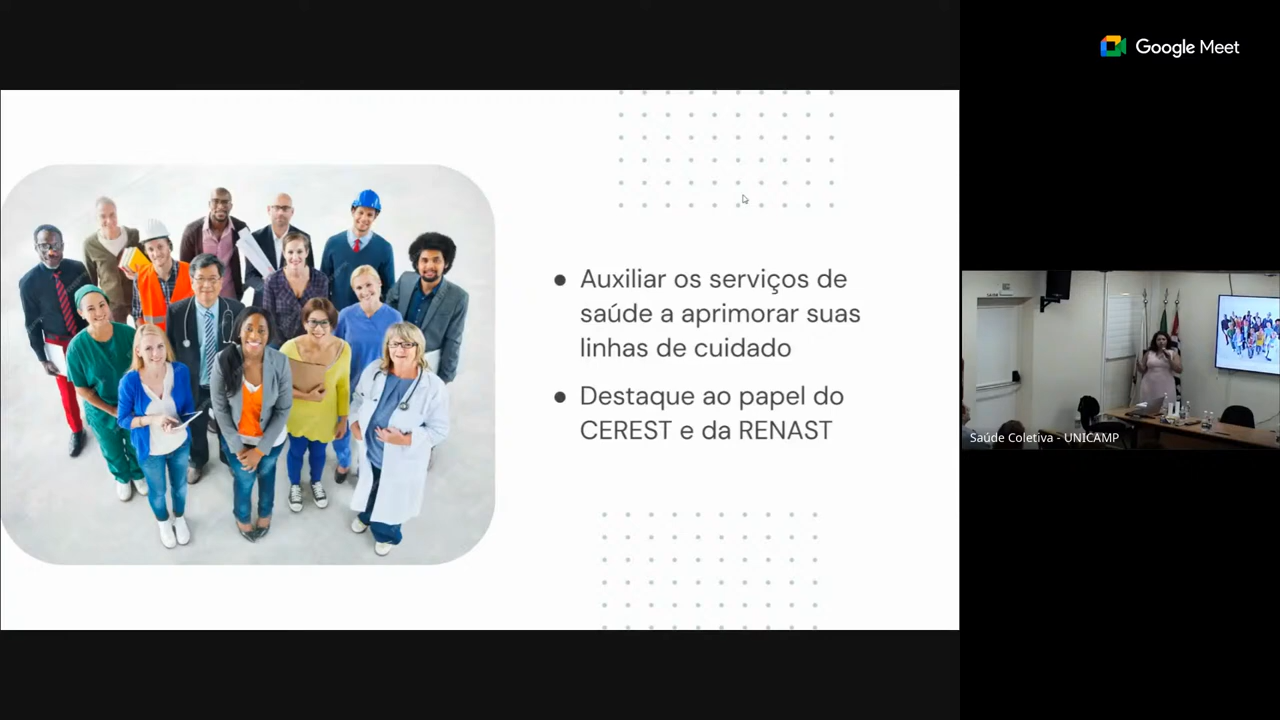 Google Meet
● Auxiliar os serviços de
saúde a aprimorar suas
linhas de cuidado
● Destaque ao papel do
CEREST e da RENAST
Saúde Coletiva - UNICAMP